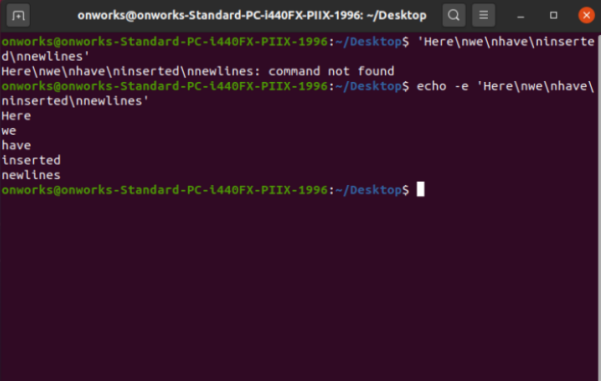 onworks@onworks-Standard-PC-i440FX-PIIX-1996: ~/Desktop
onworks@onworks-Standard-PC-i440FX-PIIX-1996:~/Desktop$ 'Here\nwe\nhave\ninserte
d\nnewlines'
Here\nwe\nhave\ninserted\nnewlines: command not found
onworks@onworks-Standard-PC-i440FX-PIIX-1996:~/Desktop$ echo -e 'Here\nwe\nhave\
ninserted\nnewlines'
Here
we
have
inserted
newlines
onworks@onworks-Standard-PC-i440FX-PIIX-1996:~/Desktop$